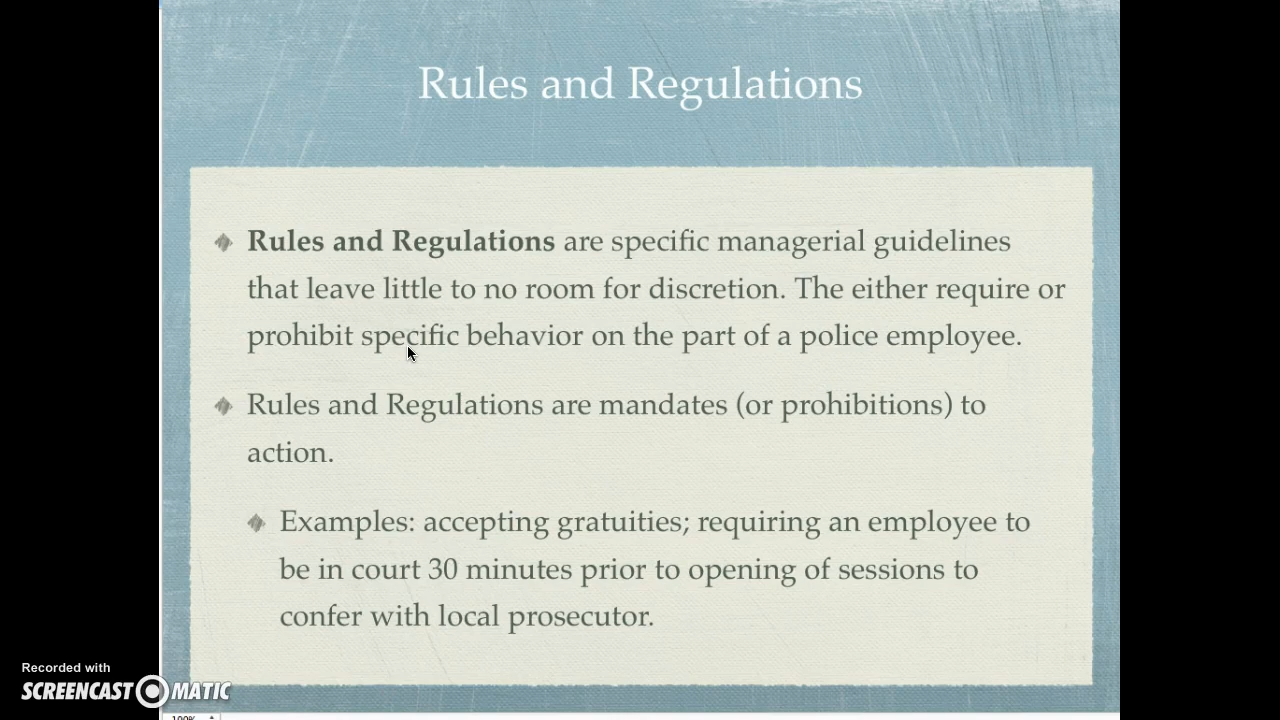 Rules and Regulations
Rules and Regulations are specific managerial guidelines
that leave little to no room for discretion. The either require or
prohibit specific behavior on the part of a police employee.
Rules and Regulations are mandates (or prohibitions) to
action.
Examples: accepting gratuities; requiring an employee to
be in court 30 minutes prior to opening of sessions to
confer with local prosecutor.
Recorded with
SCREENCAST O MATIC
100%